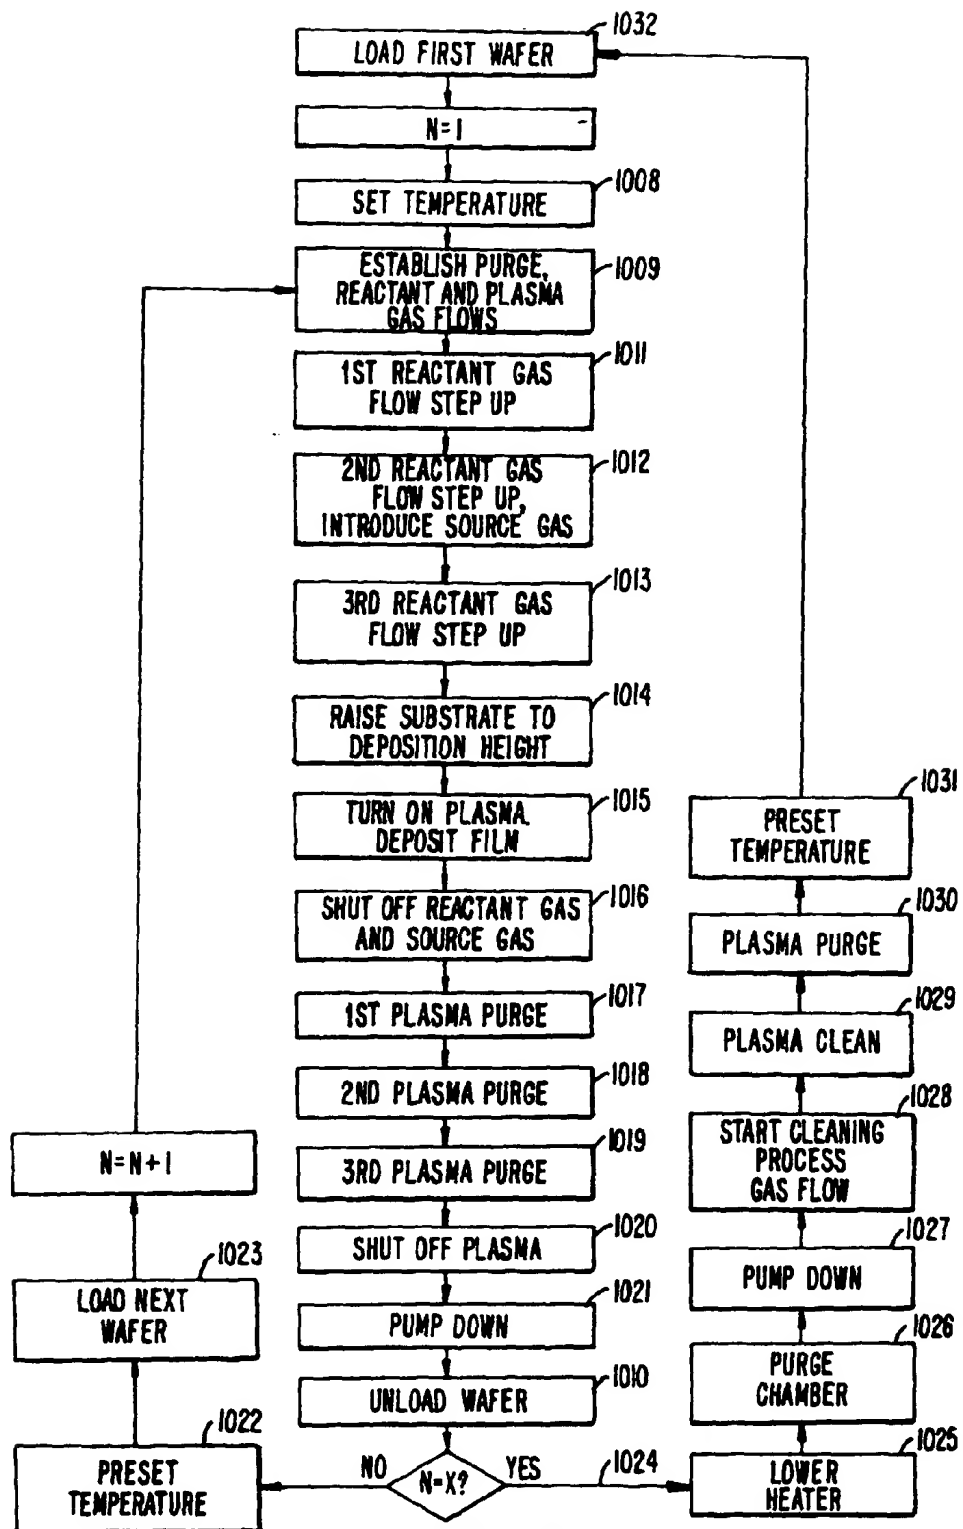 1032
LOAD FIRST WAFER
N=1
1008
SET TEMPERATURE
1009
ESTABLISH PURGE,
REACTANT AND PLASMA
GAS FLOWS
1011
1ST REACTANT GAS
FLOW STEP UP
1012
2ND REACTANT GAS
FLOW STEP UP,
INTRODUCE SOURCE GAS
1013
3RD REACTANT GAS
FLOW STEP UP
1014
RAISE SUBSTRATE TO
DEPOSITION HEIGHT
1015
TURN ON PLASMA.
DEPOSIT FILM
1016
SHUT OFF REACTANT GAS
AND SOURCE GAS
1017
1ST PLASMA PURGE
1018
2ND PLASMA PURGE
1019
3RD PLASMA PURGE
1020
SHUT OFF PLASMA
1021
PUMP DOWN
1010
UNLOAD WAFER
N=X?
NO
YES
1022
PRESET
TEMPERATURE
1023
LOAD NEXT
WAFER
N=N+1
1024
1025
LOWER
HEATER
1026
PURGE
CHAMBER
1027
PUMP DOWN
1028
START CLEANING
PROCESS
GAS FLOW
1029
PLASMA CLEAN
1030
PLASMA PURGE
1031
PRESET
TEMPERATURE